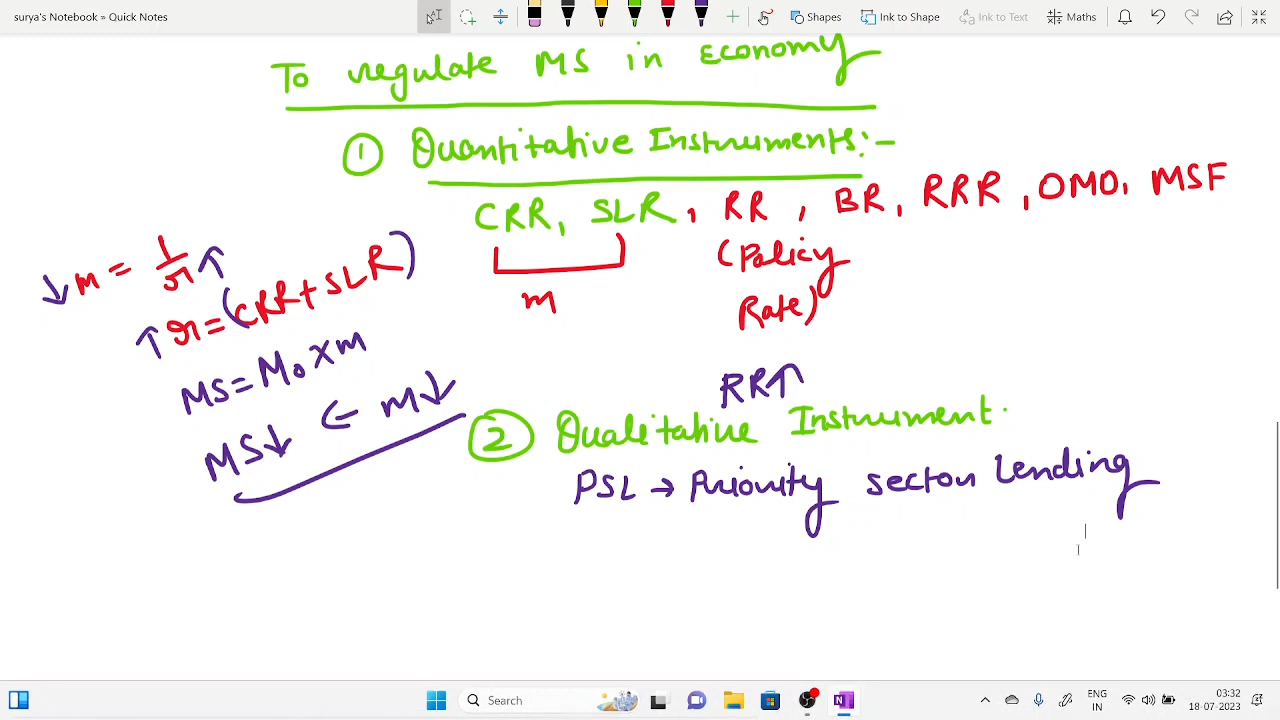 surya's Notebook » Quick Notes
Shapes
Ink to Shape
Ink to Text
Maths
To regulate MS in Economy
① Quantitative Instruments:-
CRR, SLR, RR, BR, RRR, OMO, MSF
m
(Policy
Rate)
↓m = 1/r↑
↑r=(CRR+SLR)
MS=M₀×m
MS↓ ← m↓
RR↑
② Qualitative Instrument.
PSL → Priority sector Lending
Search
ENG
IN
03:32
18-07-2023